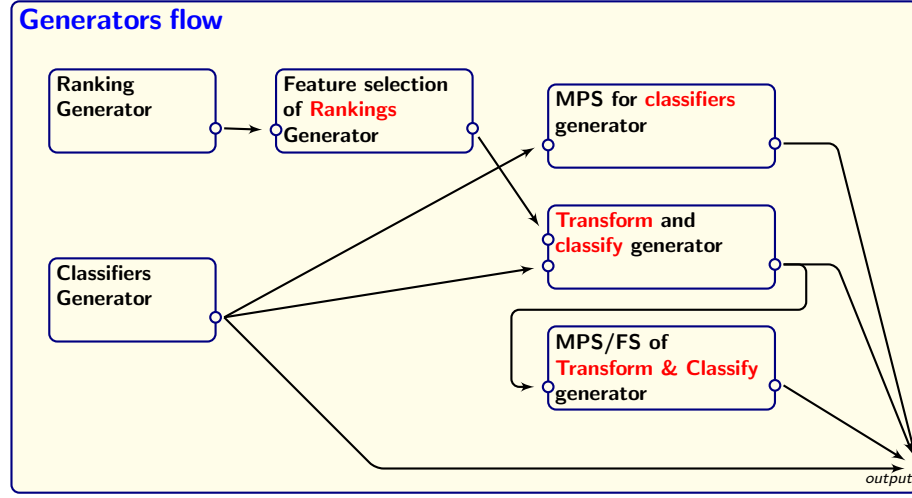 Generators flow
Ranking
Generator
Feature selection
of Rankings
Generator
MPS for classifiers
generator
Transform and
classify generator
Classifiers
Generator
MPS/FS of
Transform & Classify
generator
output